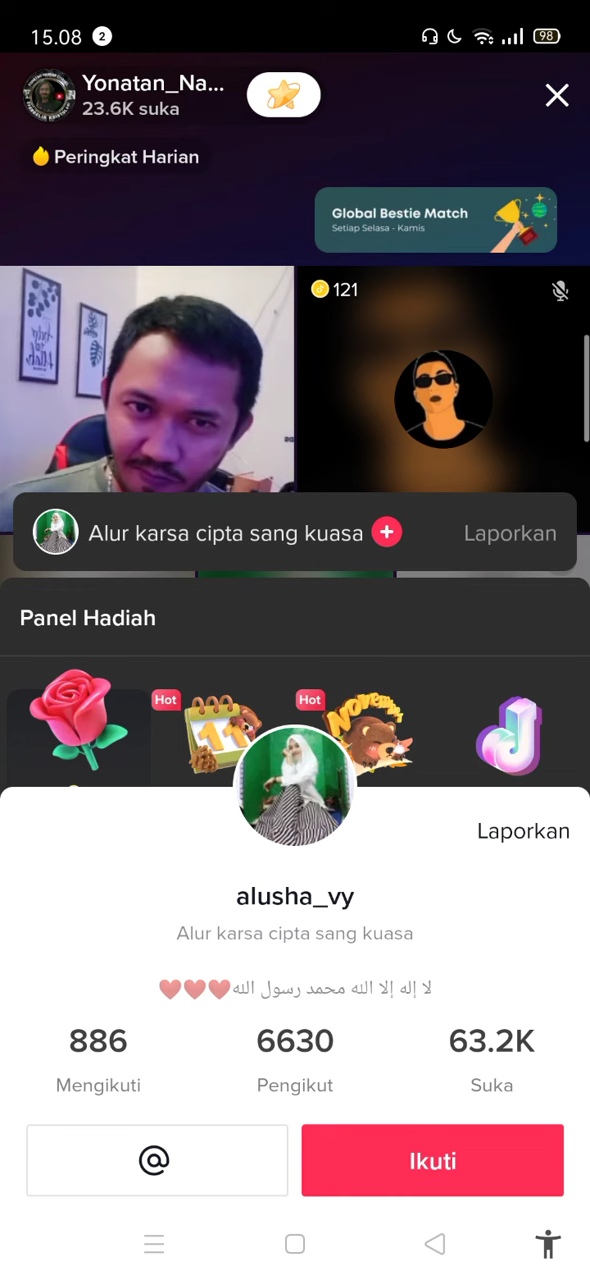 15.08 2
98
Yonatan_Na...
23.6K suka
Peringkat Harian
Global Bestie Match
Setiap Selasa - Kamis
121
Alur karsa cipta sang kuasa
Laporkan
Panel Hadiah
Hot
Hot
11
November
Laporkan
alusha_vy
Alur karsa cipta sang kuasa
لا إله إلا الله محمد رسول الله❤️❤️❤️
886 6630 63.2K
Mengikuti Pengikut Suka
@ Ikuti